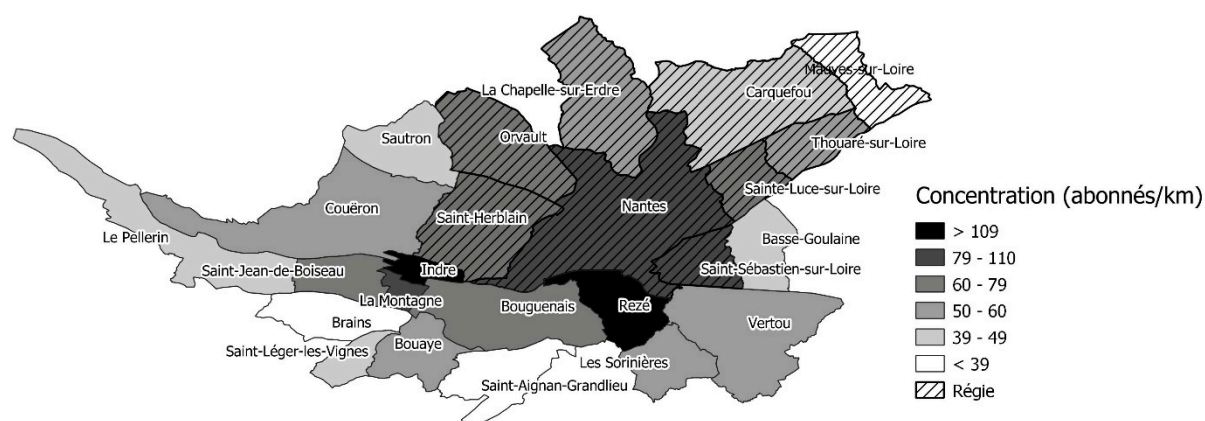 Mauves-sur-Loire
La Chapelle-sur-Erdre
Carquefou
Sautron
Orvault
Thouaré-sur-Loire
Sainte-Luce-sur-Loire
Couëron
Saint-Herblain
Nantes
Le Pellerin
Basse-Goulaine
Saint-Jean-de-Boiseau
Indre
Saint-Sébastien-sur-Loire
La Montagne
Bouguenais
Rezé
Brains
Vertou
Saint-Léger-les-Vignes
Bouaye
Les Sorinières
Saint-Aignan-Grandlieu
Concentration (abonnés/km)
> 109
79 - 110
60 - 79
50 - 60
39 - 49
< 39
Régie